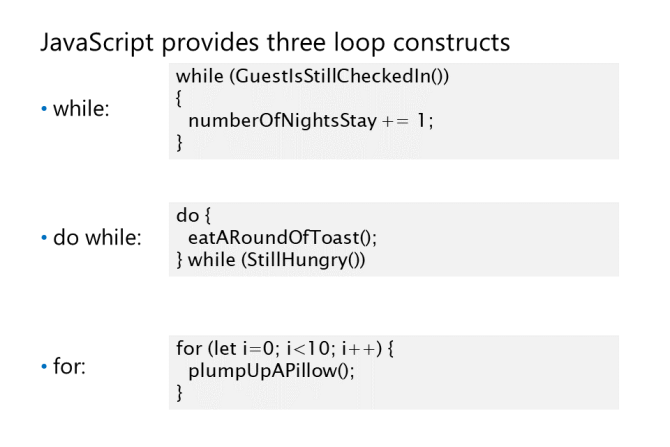 JavaScript provides three loop constructs
• while:
while (GuestIsStillCheckedIn())
{
numberOfNightsStay += 1;
}
• do while:
do {
eatARoundOfToast();
} while (StillHungry())
• for:
for (let i=0; i<10; i++) {
plumpUpAPillow();
}